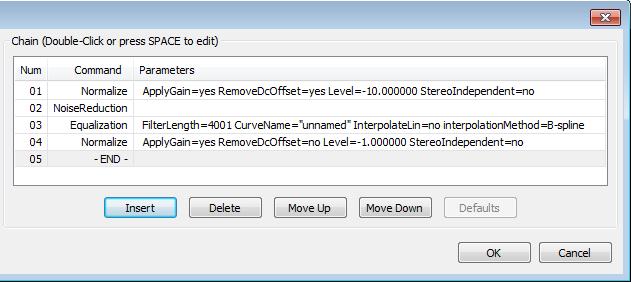 Chain (Double-Click or press SPACE to edit)
Num Command Parameters
01 Normalize ApplyGain=yes RemoveDcOffset=yes Level=-10.000000 StereoIndependent=no
02 NoiseReduction
03 Equalization FilterLength=4001 CurveName="unnamed" InterpolateLin=no interpolationMethod=B-spline
04 Normalize ApplyGain=yes RemoveDcOffset=no Level=-1.000000 StereoIndependent=no
05 - END -
Insert Delete Move Up Move Down Defaults
OK Cancel